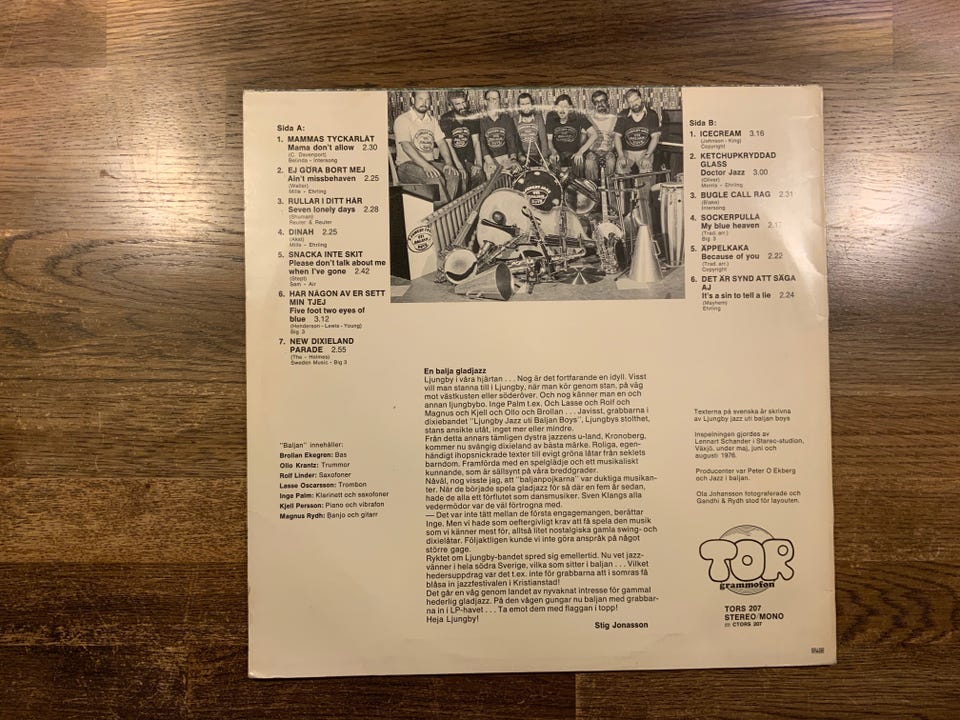 Sida A:
1. MAMMAS TYCKARLÅT
Mama don't allow 2.30
(C. Davenport)
Belinda - Intersong
2. EJ GÖRA BORT MEJ
Ain't missbehaven 2.25
(Waller)
Mills - Ehrling
3. RULLAR I DITT HÅR
Seven lonely days 2.28
(Shuman)
Reuter & Reuter
4. DINAH 2.25
(Akst)
Mills - Ehrling
5. SNACKA INTE SKIT
Please don't talk about me
when I've gone 2.42
(Stept)
Sam - Air
6. HAR NÅGON AV ER SETT
MIN TJEJ
Five foot two eyes of
blue 3.12
(Henderson - Lewis - Young)
Big 3
7. NEW DIXIELAND
PARADE 2.55
(The - Holmes)
Sweden Music - Big 3
"Baljan" innehåller:
Brollan Ekegren: Bas
Ollo Krantz: Trummor
Rolf Linder: Saxofoner
Lasse Oscarsson: Trombon
Inge Palm: Klarinett och saxofoner
Kjell Persson: Piano och vibrafon
Magnus Rydh: Banjo och gitarr
En balja gladjazz
Ljungby i våra hjärtan . . . Nog är det fortfarande en idyll. Visst
vill man stanna till i Ljungby, när man kör genom stan, på väg
mot västkusten eller söderöver. Och nog känner man en och
annan ljungbybo. Inge Palm t.ex. Och Lasse och Rolf och
Magnus och Kjell och Ollo och Brollan . . . Javisst, grabbarna i
dixiebandet "Ljungby Jazz uti Baljan Boys", Ljungbys stolthet,
stans ansikte utåt, inget mer eller mindre.
Från detta annars tämligen dystra jazzens u-land, Kronoberg,
kommer nu svängig dixieland av bästa märke. Roliga, egen-
händigt ihopsnickrade texter till evigt gröna låtar från seklets
barndom. Framförda med en spelglädje och ett musikaliskt
kunnande, som är sällsynt på våra breddgrader.
Nåväl, nog visste jag, att "baljanpojkarna" var duktiga musikan-
ter. När de började spela gladjazz för så där en fem år sedan,
hade de alla ett förflutet som dansmusiker. Sven Klangs alla
vedermödor var de väl förtrogna med.
— Det var inte tätt mellan de första engagemangen, berättar
Inge. Men vi hade som oeftergivligt krav att få spela den musik
som vi känner mest för, alltså litet nostalgiska gamla swing- och
dixielåtar. Följaktligen kunde vi inte göra anspråk på något
större gage.
Ryktet om Ljungby-bandet spred sig emellertid. Nu vet jazz-
vänner i hela södra Sverige, vilka som sitter i baljan . . . Vilket
hedersuppdrag var det t.ex. inte för grabbarna att i somras få
blåsa in jazzfestivalen i Kristianstad!
Det går en våg genom landet av nyvaknat intresse för gammal
hederlig gladjazz. På den vågen gungar nu baljan med grabbar-
na in i LP-havet . . . Ta emot dem med flaggan i topp!
Heja Ljungby!
Stig Jonasson
Sida B:
1. ICECREAM 3.16
(Johnson - King)
Copyright
2. KETCHUPKRYDDAD
GLASS
Doctor Jazz 3.00
(Oliver)
Morris - Ehrling
3. BUGLE CALL RAG 2.31
(Blake)
Intersong
4. SOCKERPULLA
My blue heaven
(Trad. arr.)
Big 3
5. ÄPPELKAKA
Because of you 2.22
(Trad. arr.)
Copyright
6. DET ÄR SYND ATT SÄGA
AJ
It's a sin to tell a lie 2.24
(Mayhem)
Ehrling
Texterna på svenska är skrivna
av Ljungby jazz uti baljan boys
Inspelningen gjordes av
Lennart Schander i Starec-studion,
Växjö, under maj, juni och
augusti 1976.
Producenter var Peter O Ekberg
och Jazz i baljan.
Ola Johansson fotograferade och
Gandhi & Rydh stod för layouten.
TOR
grammofon
TORS 207
STEREO/MONO
CTORS 207